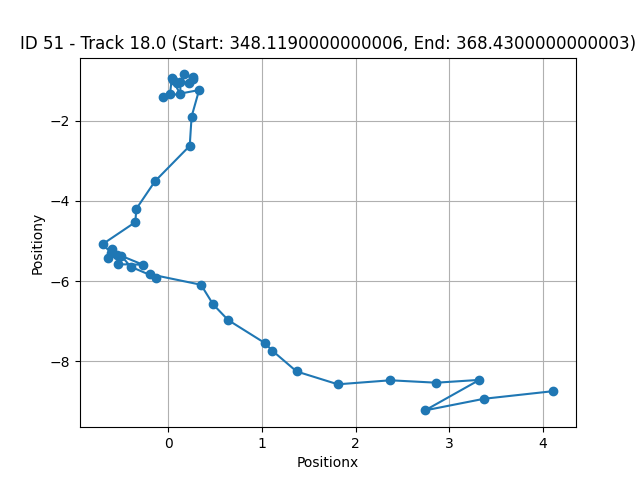 ID 51 - Track 18.0 (Start: 348.1190000000006, End: 368.4300000000003)
Positiony
−2
−4
−6
−8
0 1 2 3 4
Positionx